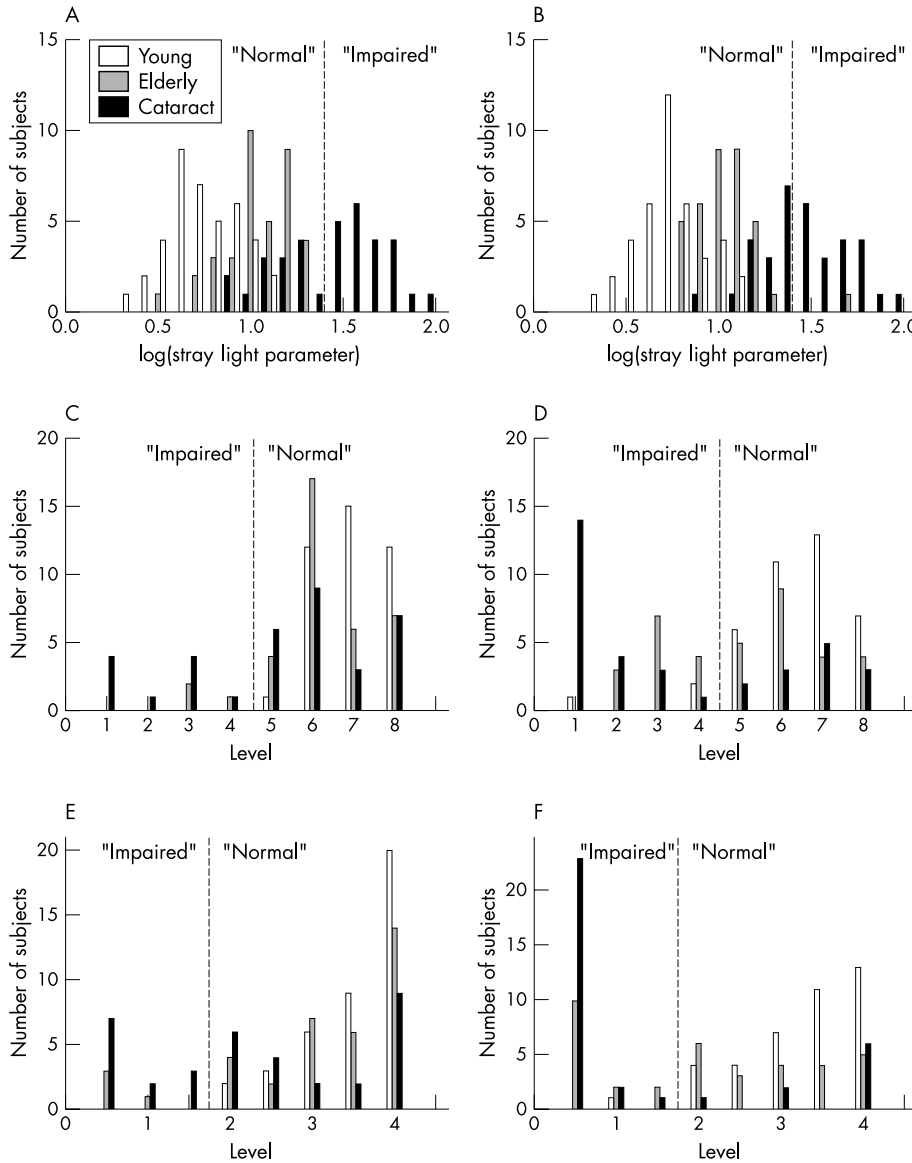 A
15
10
5
0
Number of subjects
Young
Elderly
Cataract
"Normal"
"Impaired"
0.0
0.5
1.0
1.5
2.0
log(stray light parameter)
B
15
10
5
0
Number of subjects
"Normal"
"Impaired"
0.0
0.5
1.0
1.5
2.0
log(stray light parameter)
C
20
15
10
5
0
Number of subjects
"Impaired"
"Normal"
0 1 2 3 4 5 6 7 8
Level
D
20
15
10
5
0
Number of subjects
"Impaired"
"Normal"
0 1 2 3 4 5 6 7 8
Level
E
20
15
10
5
0
Number of subjects
"Impaired"
"Normal"
0 1 2 3 4
Level
F
20
15
10
5
0
Number of subjects
"Impaired"
"Normal"
0 1 2 3 4
Level